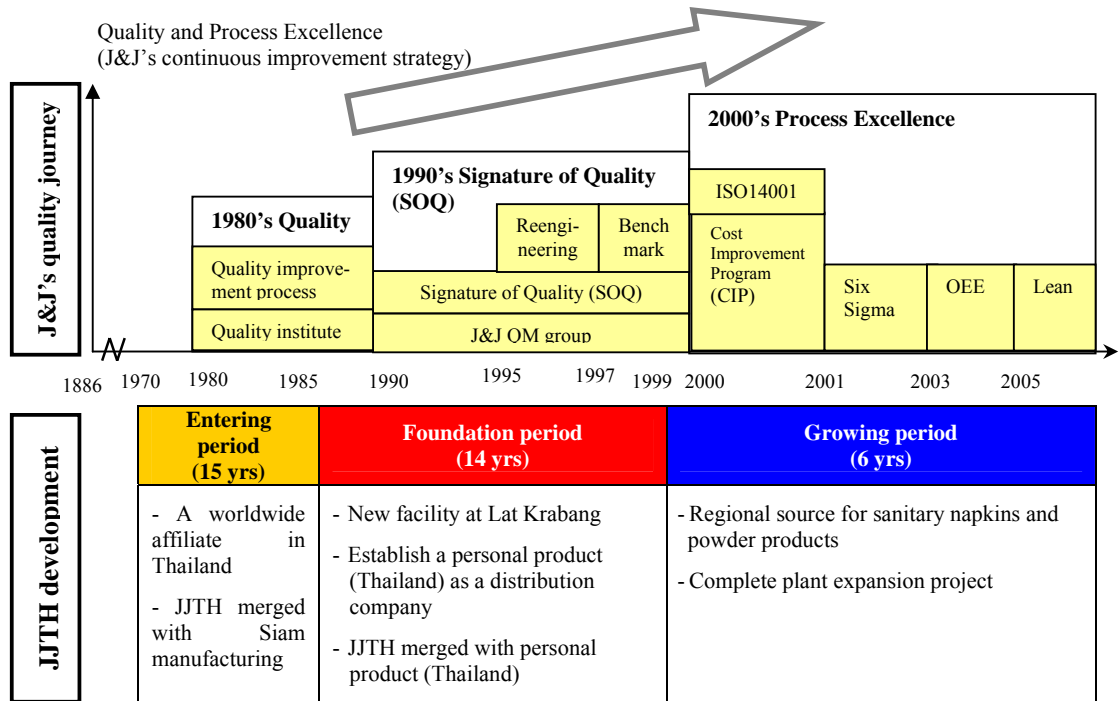 Quality and Process Excellence
(J&J's continuous improvement strategy)
J&J's quality journey
2000's Process Excellence
1990's Signature of Quality
(SOQ)
1980's Quality
ISO14001
Reengi-
neering
Bench
mark
Cost
Improvement
Program
(CIP)
Quality improve-
ment process
Signature of Quality (SOQ)
Six
Sigma
OEE
Lean
Quality institute
J&J QM group
1886
1970
1980
1985
1990
1995
1997
1999
2000
2001
2003
2005
JJTH development
Entering
period
(15 yrs)
Foundation period
(14 yrs)
Growing period
(6 yrs)
- A worldwide
affiliate in
Thailand
- JJTH merged
with Siam
manufacturing
- New facility at Lat Krabang
- Establish a personal product
(Thailand) as a distribution
company
- JJTH merged with personal
product (Thailand)
- Regional source for sanitary napkins and
powder products
- Complete plant expansion project